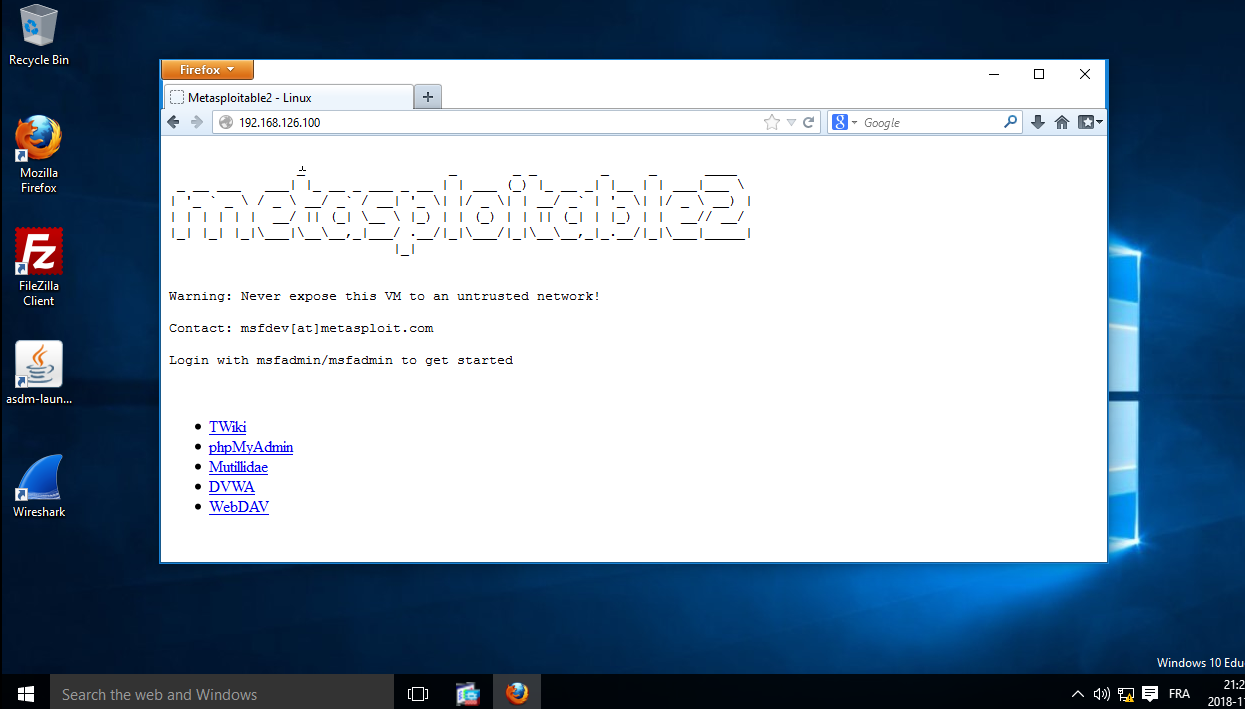 Recycle Bin
Mozilla
Firefox
FileZilla
Client
asdm-laun...
Wireshark
Firefox
Metasploitable2 - Linux
192.168.126.100
Google
metasploitable2
Warning: Never expose this VM to an untrusted network!
Contact: msfdev[at]metasploit.com
Login with msfadmin/msfadmin to get started
TWiki
phpMyAdmin
Mutillidae
DVWA
WebDAV
Windows 10 Edu
Search the web and Windows
FRA
21:2
2018-1